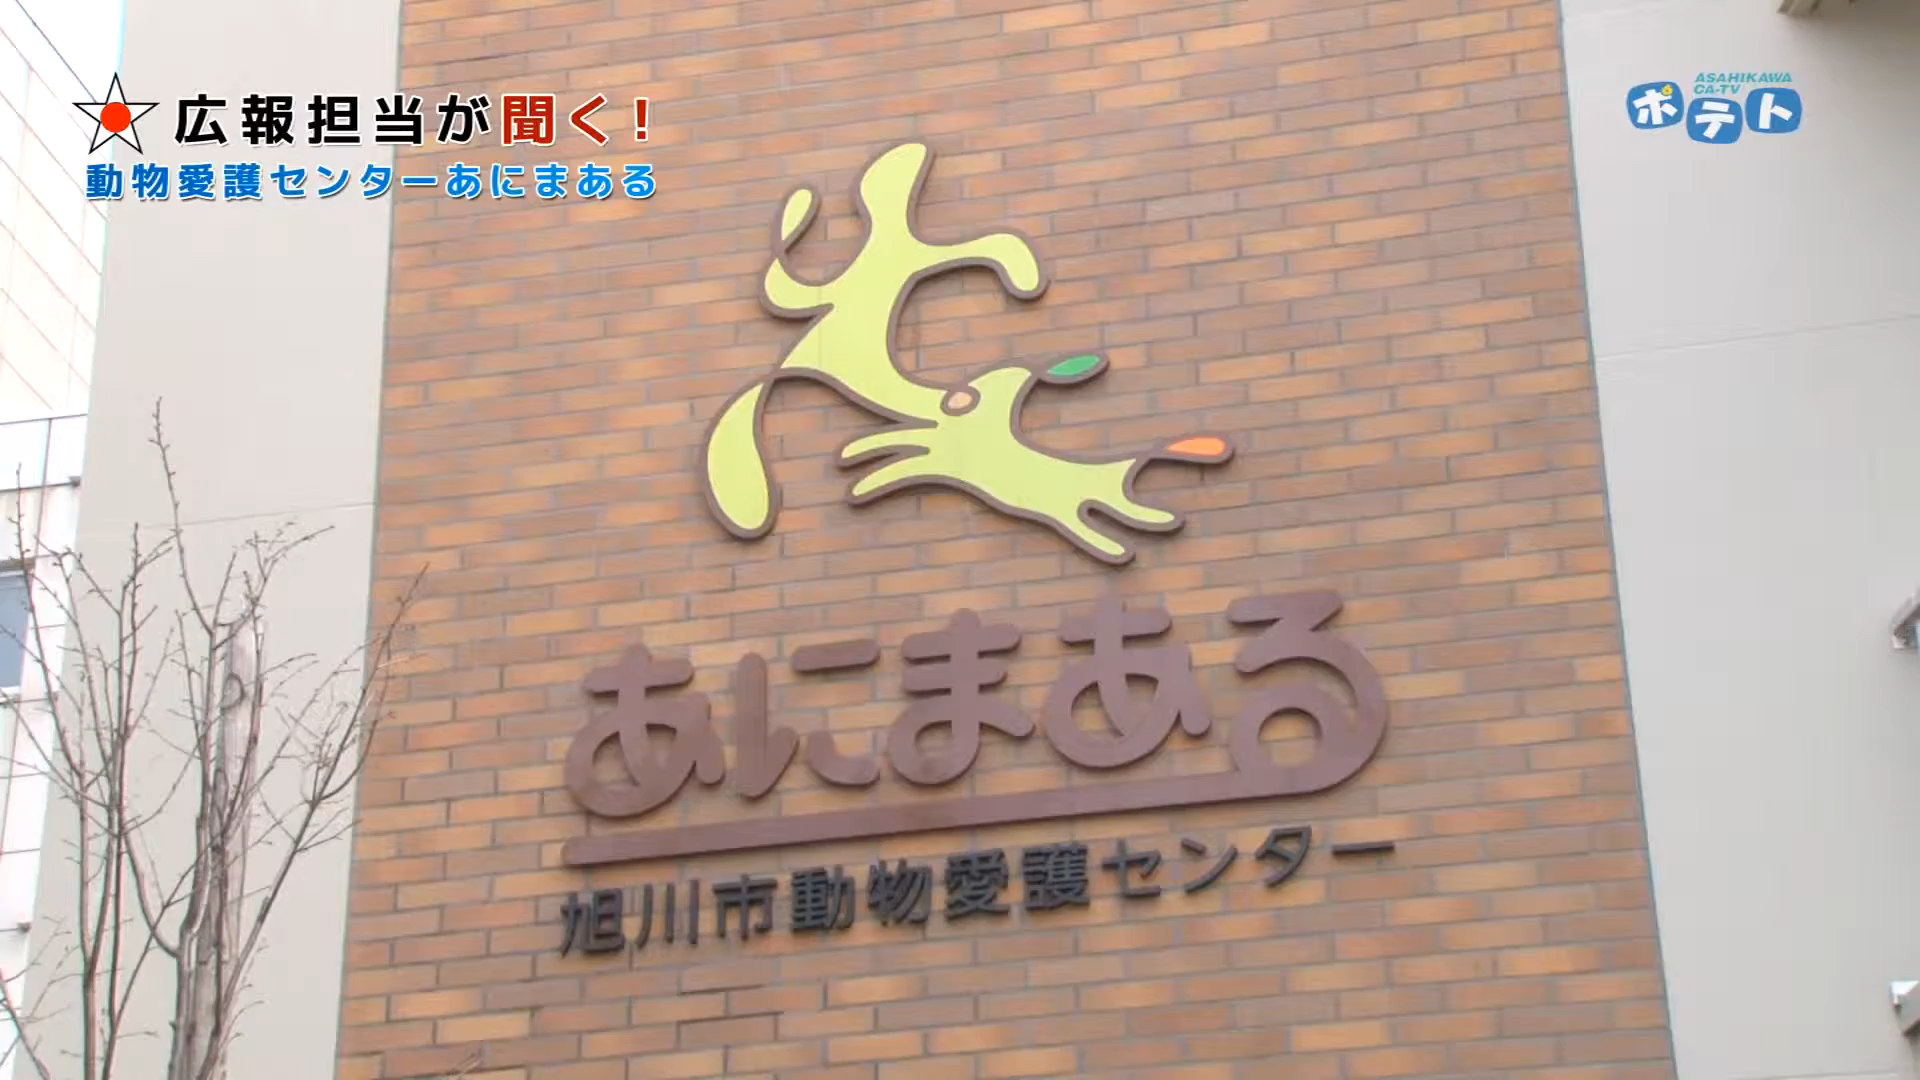 広報担当が聞く!
動物愛護センターあにまある
ASAHIKAWA
CA-TV
ポテト
あにまある
旭川市動物愛護センター